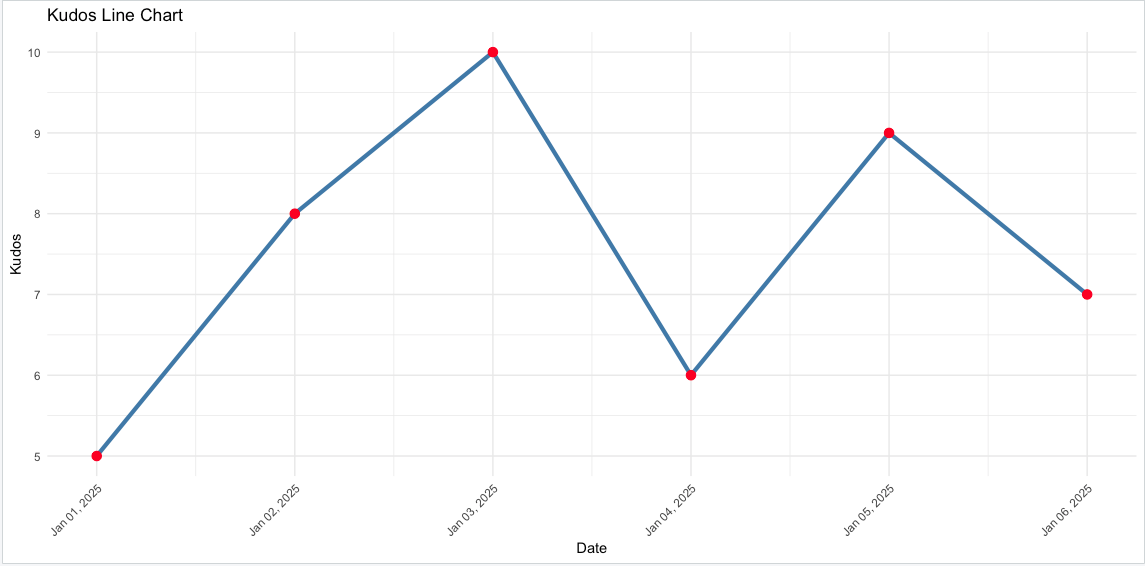 Kudos Line Chart
10
9
8
7
6
5
Kudos
Jan 01, 2025
Jan 02, 2025
Jan 03, 2025
Jan 04, 2025
Jan 05, 2025
Jan 06, 2025
Date